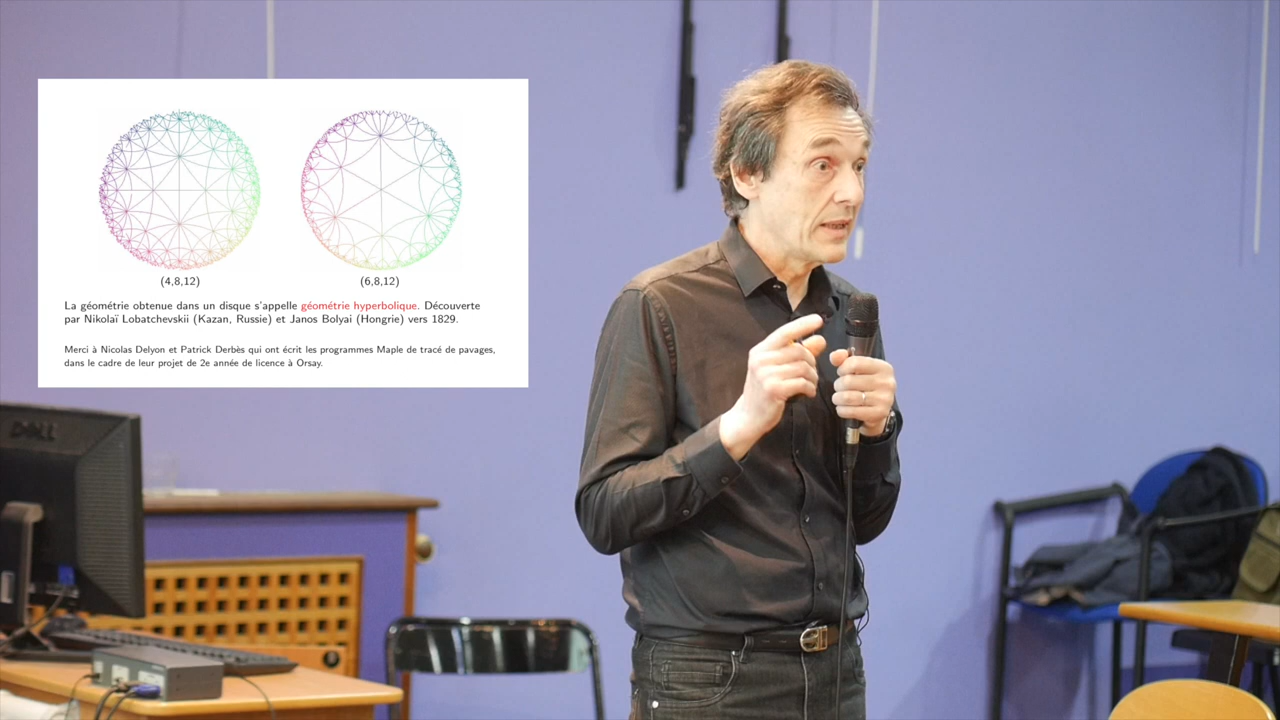 (4,8,12) (6,8,12)
La géométrie obtenue dans un disque s'appelle géométrie hyperbolique. Découverte
par Nikolaï Lobatchevskii (Kazan, Russie) et Janos Bolyai (Hongrie) vers 1829.
Merci à Nicolas Delyon et Patrick Derbès qui ont écrit les programmes Maple de tracé de pavages,
dans le cadre de leur projet de 2e année de licence à Orsay.
DELL